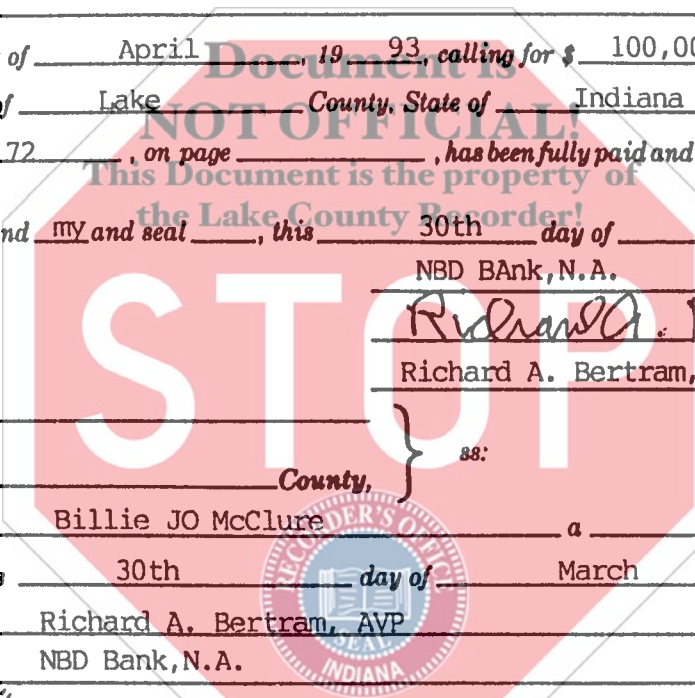 of April , 19 93, calling for $ 100,00
Document is
of Lake County, State of Indiana
NOT OFFICIAL!
72 , on page , has been fully paid and
This Document is the property of
the Lake County Recorder!
nd my and seal , this 30th day of
NBD BAnk,N.A.
STOP
Richard A.
Richard A. Bertram,
ss:
County,
Billie JO McClure a
30th day of March
Richard A. Bertram, AVP
NBD Bank,N.A.
RECORDER'S OFFICE
SEAL
INDIANA